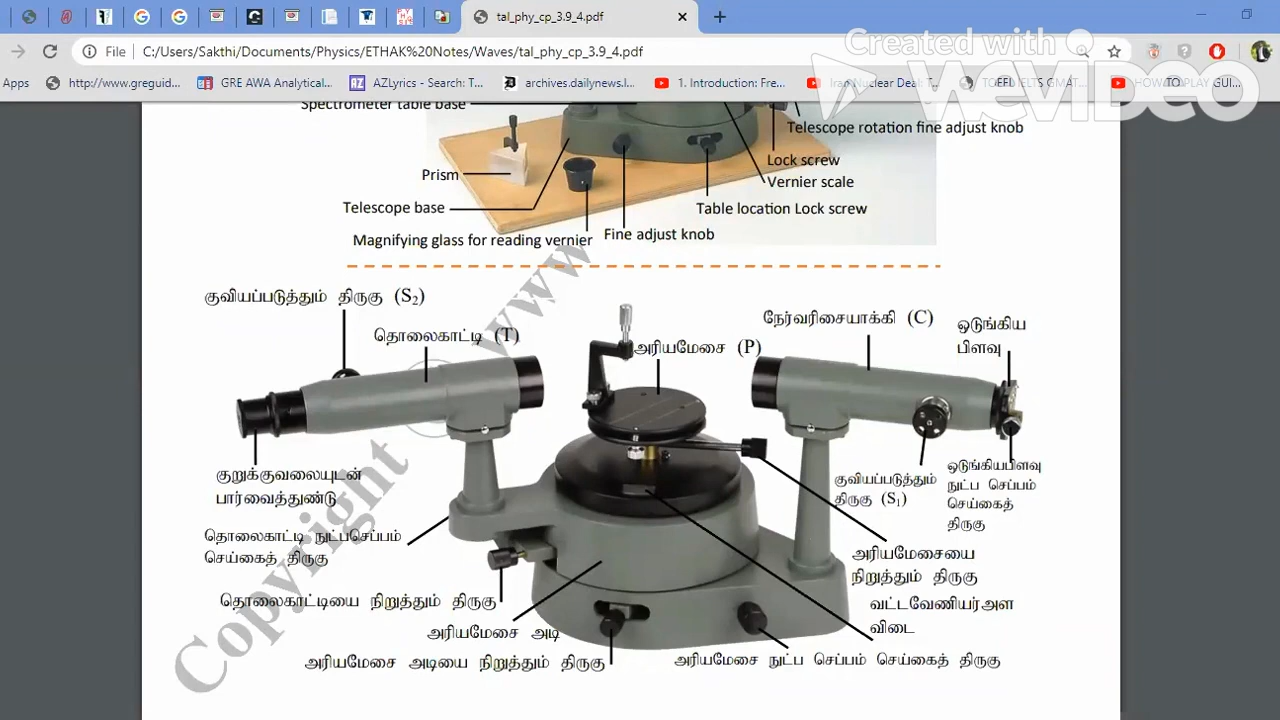 tal_phy_cp_3.9_4.pdf
File C:/Users/Sakthi/Documents/Physics/ETHAK%20Notes/Waves/tal_phy_cp_3.9_4.pdf
Created with
WEVIDEO
Apps http://www.greguid... GRE AWA Analytical... AZLyrics - Search: T... archives.dailynews.l... 1. Introduction: Fre...
Spectrometer table base
Telescope rotation fine adjust knob
Lock screw
Prism
Vernier scale
Telescope base
Table location Lock screw
Magnifying glass for reading vernier
Fine adjust knob
www
Copyright
குவியப்படுத்தும் திருகு (S₂)
தொலைகாட்டி (T)
அரியமேசை (P)
நேர்வரிசையாக்கி (C)
ஒடுங்கிய
பிளவு
குறுக்குவலையுடன்
பார்வைத்துண்டு
குவியப்படுத்தும்
திருகு (S₁)
ஒடுங்கியபிளவு
நுட்ப செப்பம்
செய்கைத்
திருகு
தொலைகாட்டி நுட்பசெப்பம்
செய்கைத் திருகு
அரியமேசையை
நிறுத்தும் திருகு
தொலைகாட்டியை நிறுத்தும் திருகு
வட்டவேணியர்அள
விடை
அரியமேசை அடி
அரியமேசை அடியை நிறுத்தும் திருகு
அரியமேசை நுட்ப செப்பம் செய்கைத் திருகு